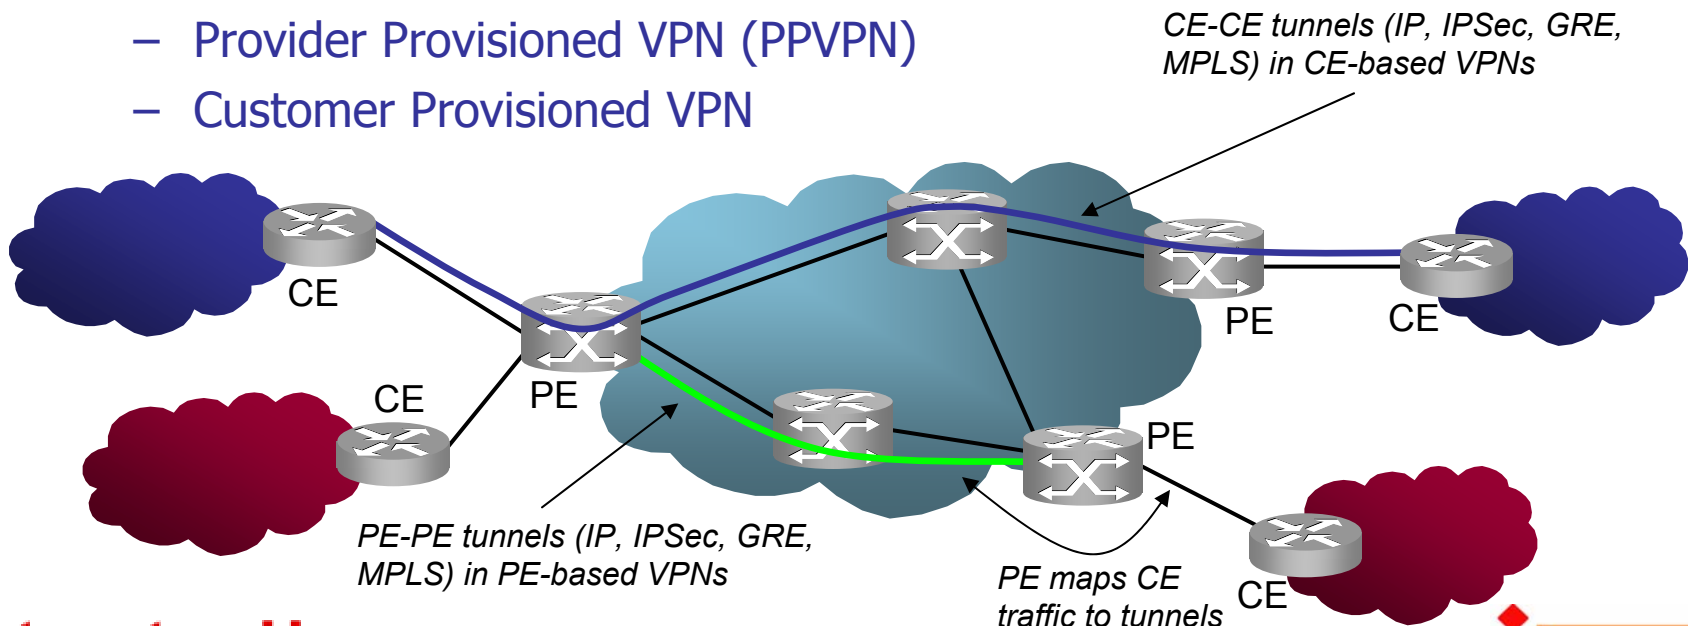 – Provider Provisioned VPN (PPVPN)
– Customer Provisioned VPN
CE-CE tunnels (IP, IPSec, GRE,
MPLS) in CE-based VPNs
CE
PE
CE
CE
PE
PE
PE-PE tunnels (IP, IPSec, GRE,
MPLS) in PE-based VPNs
PE maps CE
traffic to tunnels
CE